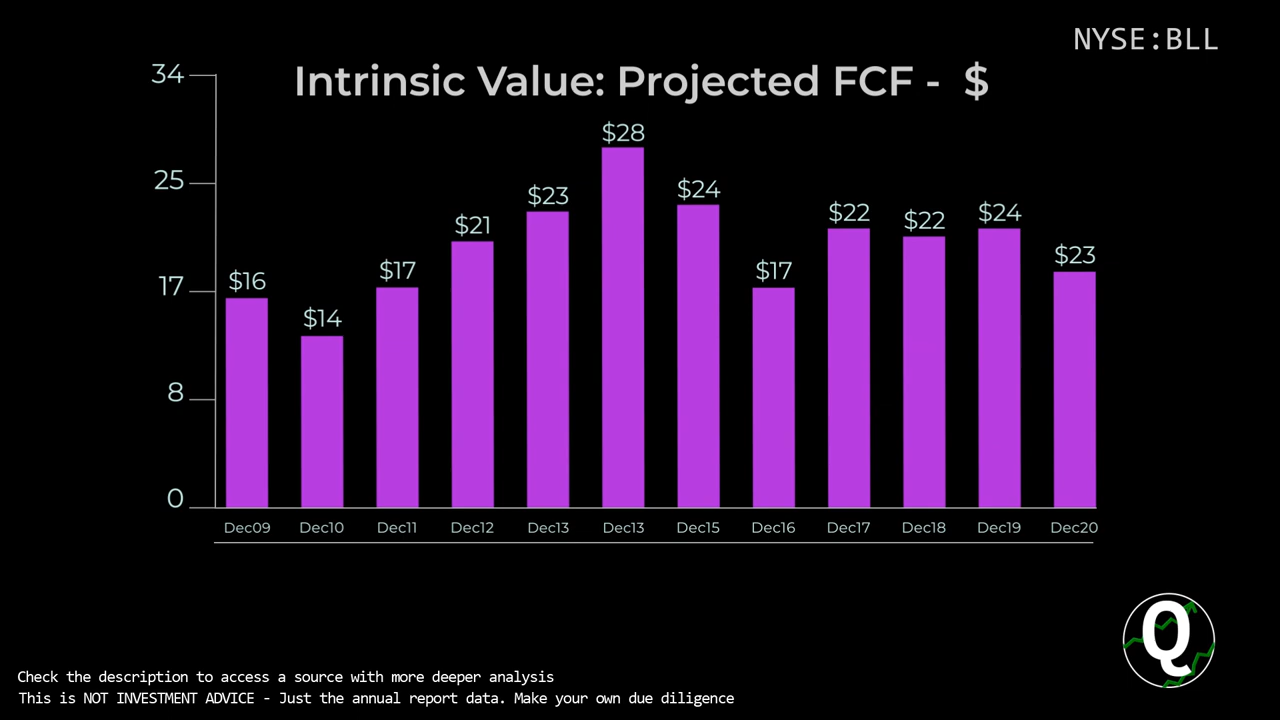 NYSE:BLL
Intrinsic Value: Projected FCF - $
34
25
17
8
0
$16
$14
$17
$21
$23
$28
$24
$17
$22
$22
$24
$23
Dec09 Dec10 Dec11 Dec12 Dec13 Dec13 Dec15 Dec16 Dec17 Dec18 Dec19 Dec20
Q
Check the description to access a source with more deeper analysis
This is NOT INVESTMENT ADVICE - Just the annual report data. Make your own due diligence